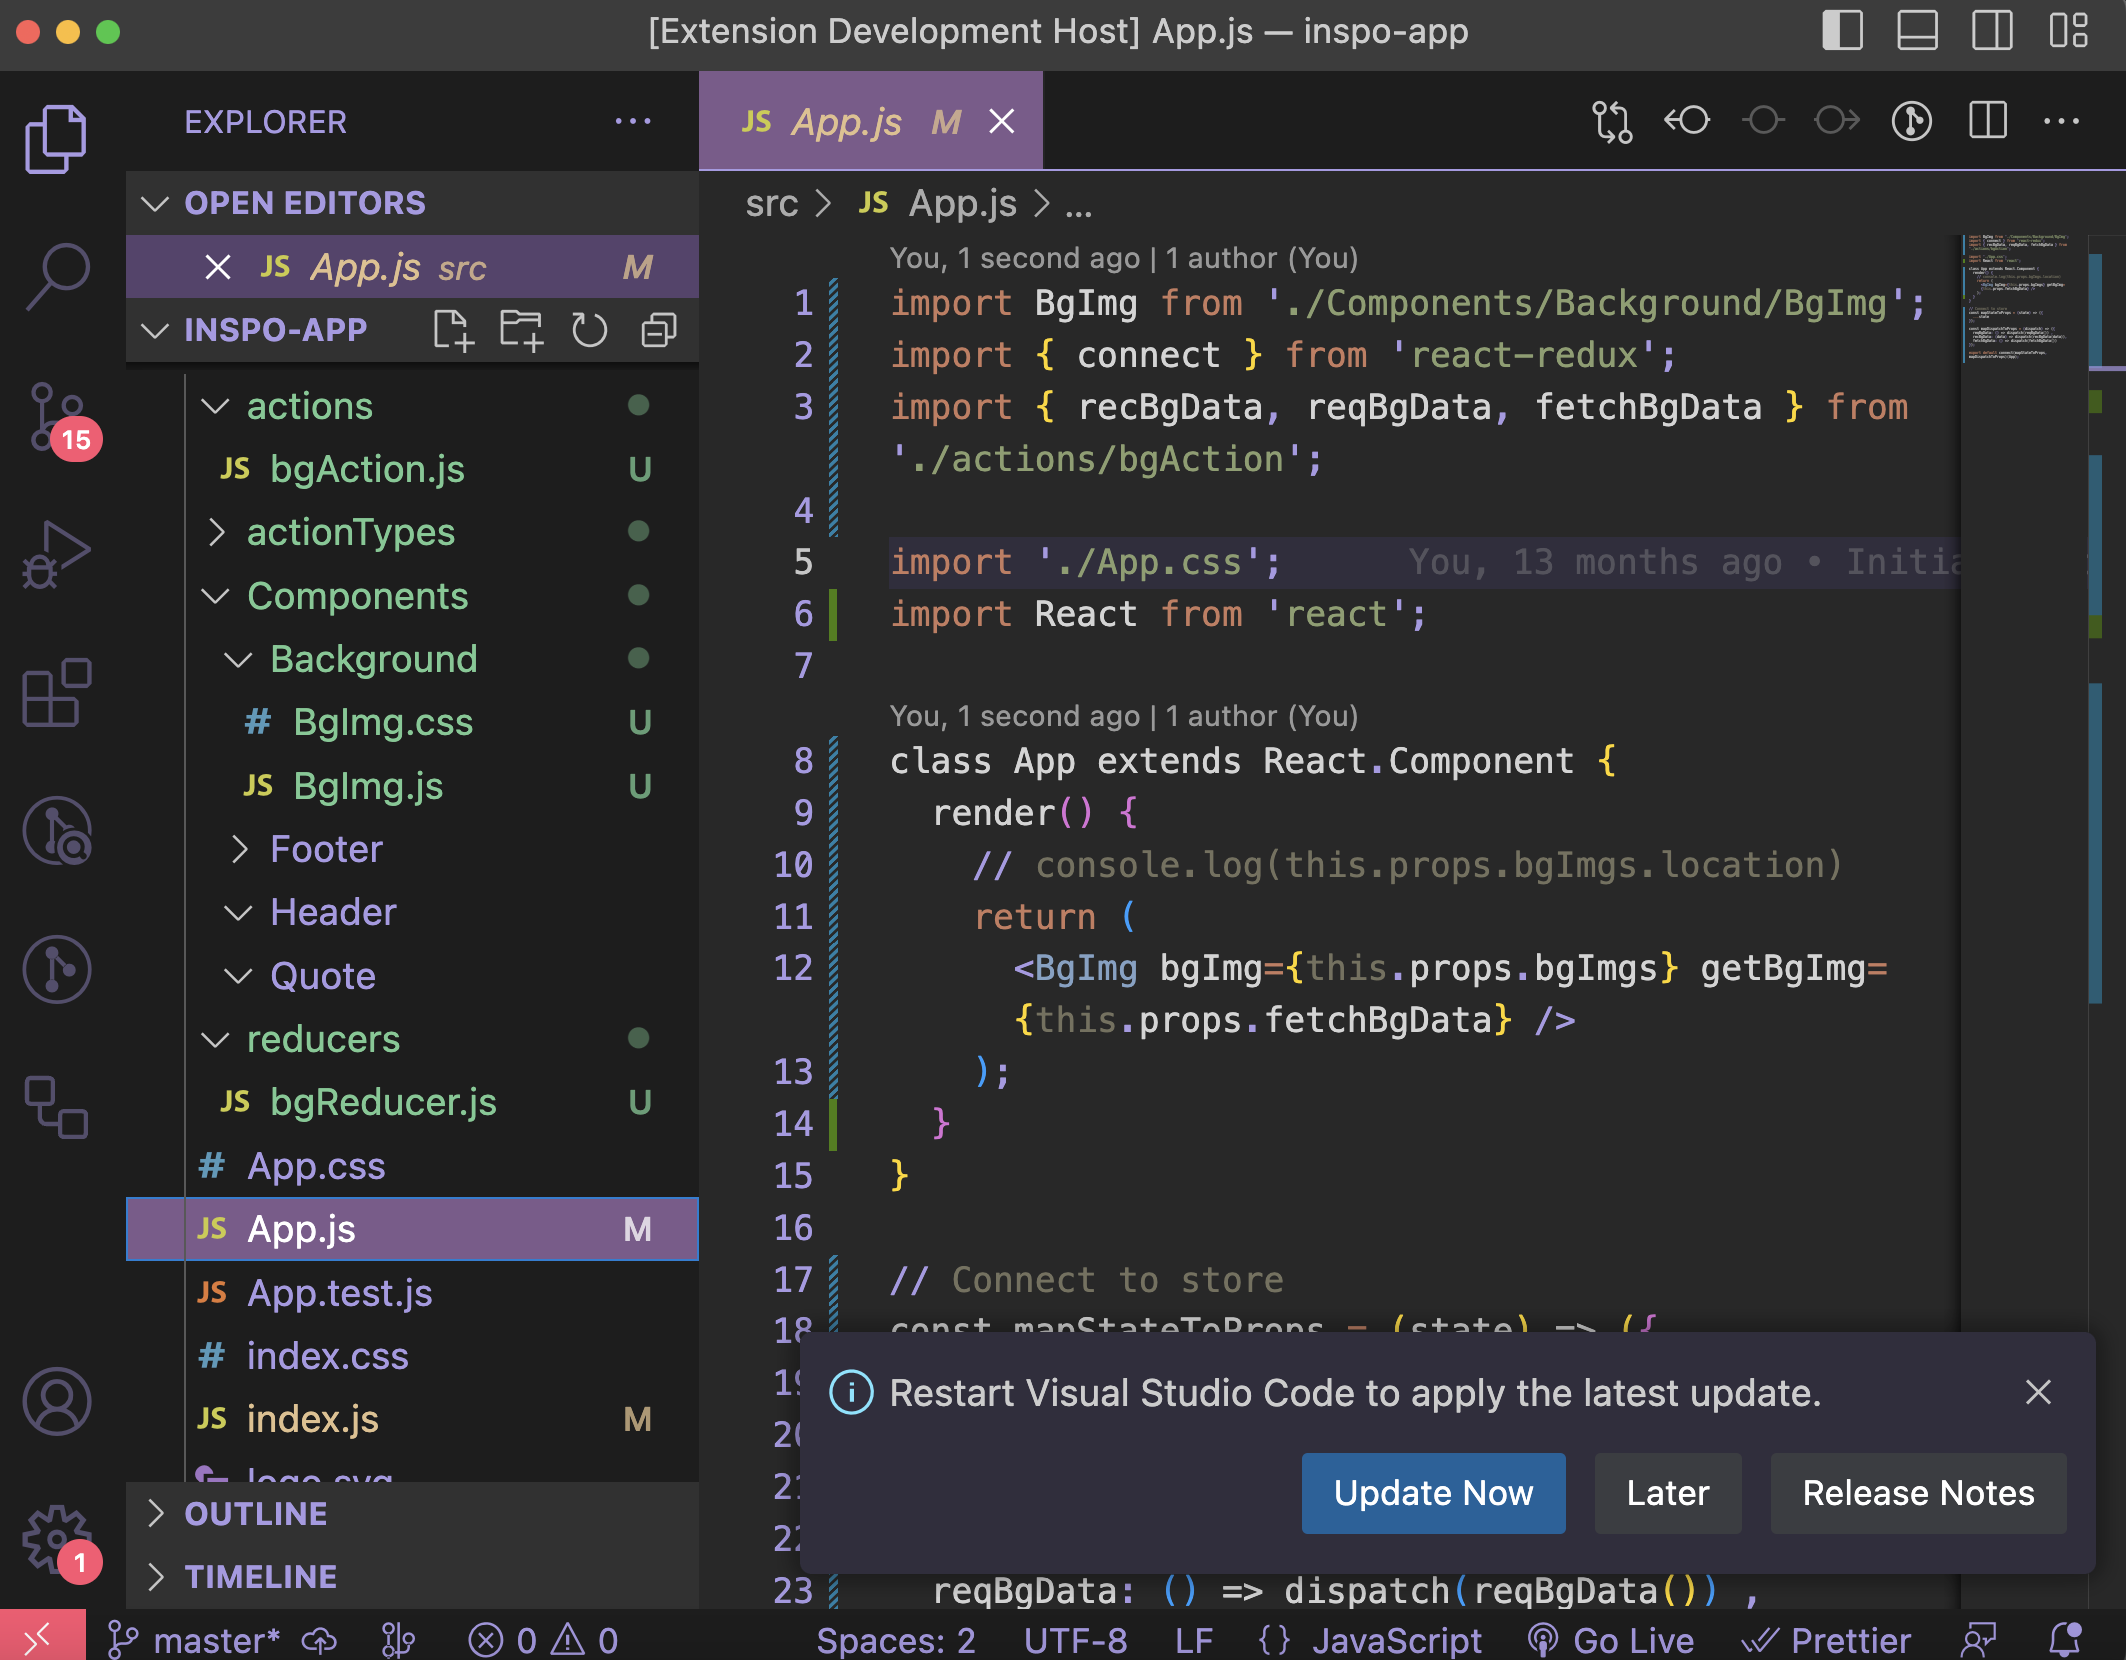 [Extension Development Host] App.js — inspo-app
EXPLORER
OPEN EDITORS
JS App.js src M
INSPO-APP
actions
JS bgAction.js U
actionTypes
Components
Background
# BgImg.css U
JS BgImg.js U
Footer
Header
Quote
reducers
JS bgReducer.js U
# App.css
JS App.js M
JS App.test.js
# index.css
JS index.js M
logo.svg
OUTLINE
TIMELINE
15
1
JS App.js M
src > JS App.js > ...
You, 1 second ago | 1 author (You)
1 import BgImg from './Components/Background/BgImg';
2 import { connect } from 'react-redux';
3 import { recBgData, reqBgData, fetchBgData } from
'./actions/bgAction';
4
5 import './App.css'; You, 13 months ago • Initia
6 import React from 'react';
7
You, 1 second ago | 1 author (You)
8 class App extends React.Component {
9 render() {
10 // console.log(this.props.bgImgs.location)
11 return (
12 <BgImg bgImg={this.props.bgImgs} getBgImg=
{this.props.fetchBgData} />
13 );
14 }
15 }
16
17 // Connect to store
18 const mapStateToProps = (state) => ({
Restart Visual Studio Code to apply the latest update.
Update Now Later Release Notes
23 reqBgData: () => dispatch(reqBgData()) ,
master* 0 0 Spaces: 2 UTF-8 LF {} JavaScript Go Live Prettier